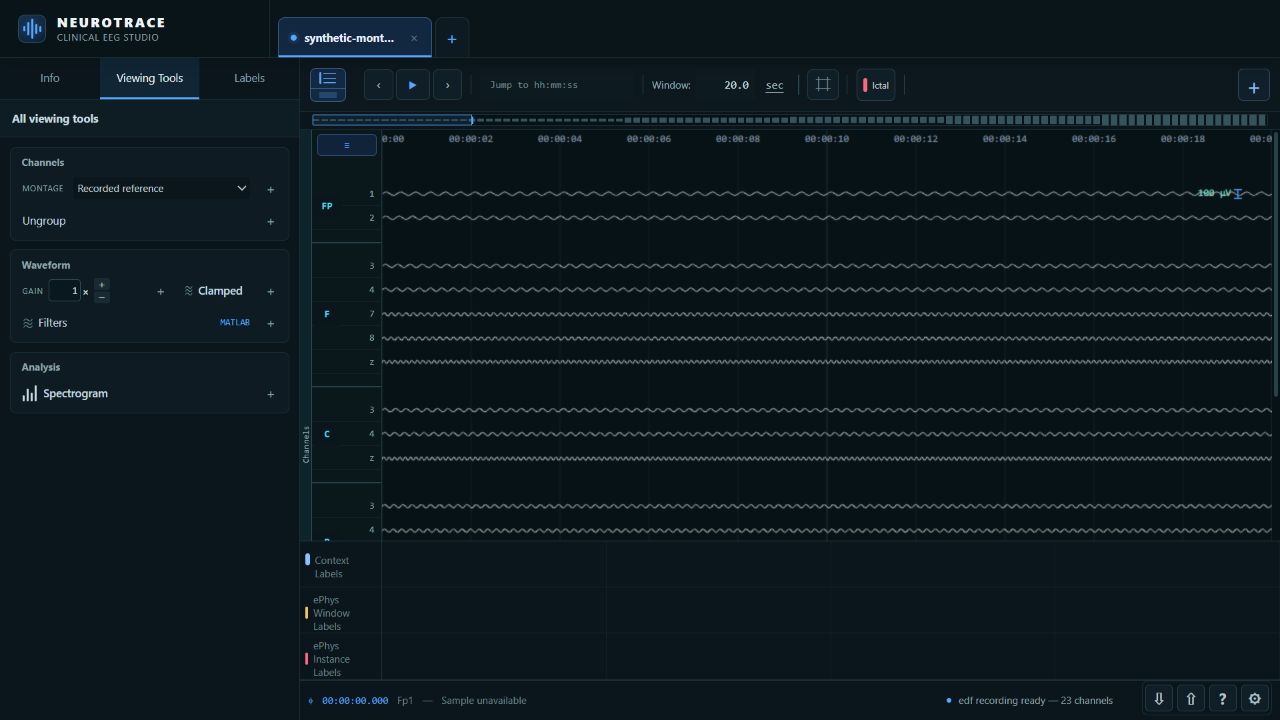 NEUROTRACE
CLINICAL EEG STUDIO
synthetic-mont... × +
Info Viewing Tools Labels
Jump to hh:mm:ss Window: 20.0 sec Ictal +
All viewing tools
Channels
MONTAGE Recorded reference +
Ungroup +
Waveform
GAIN 1 x + − + Clamped +
Filters MATLAB +
Analysis
Spectrogram +
0:00 00:00:02 00:00:04 00:00:06 00:00:08 00:00:10 00:00:12 00:00:14 00:00:16 00:00:18 00:0
Channels
FP
1
2
100 µV
F
3
4
7
8
z
C
3
4
z
3
4
Context
Labels
ePhys
Window
Labels
ePhys
Instance
Labels
00:00:00.000 Fp1 — Sample unavailable
edf recording ready — 23 channels ?